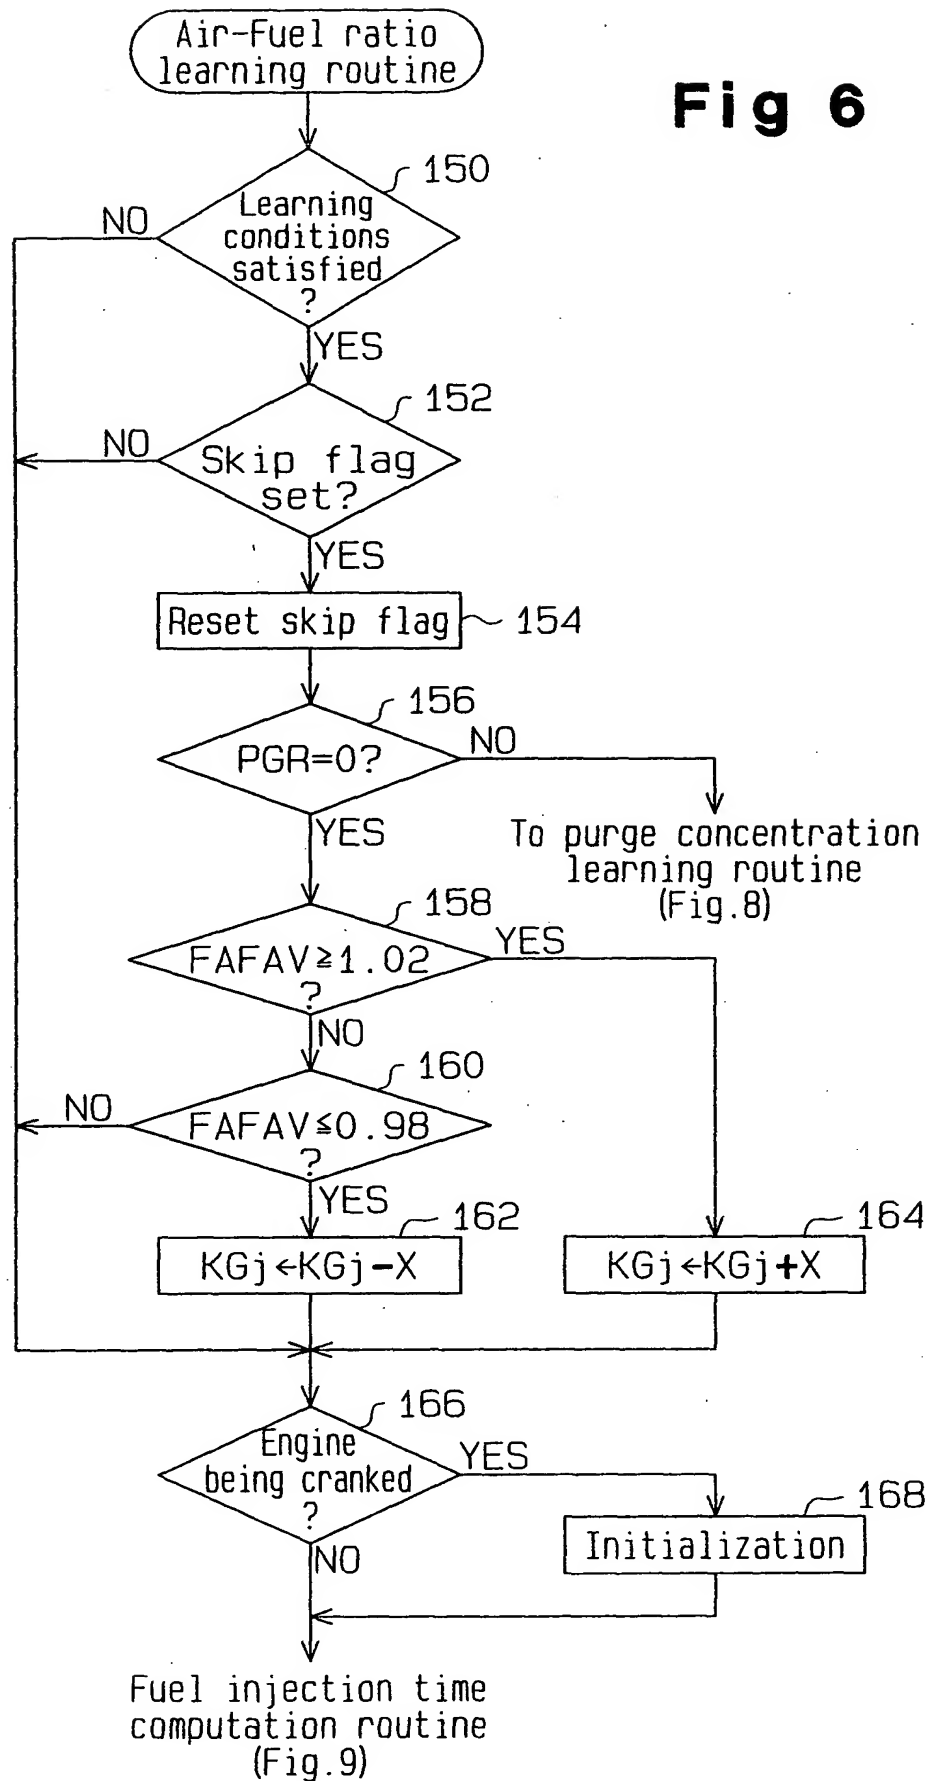 Air-Fuel ratio
learning routine
Fig 6
150
Learning
conditions
satisfied
?
NO
YES
152
NO
Skip flag
set?
YES
Reset skip flag
154
156
PGR=0?
NO
YES
To purge concentration
learning routine
(Fig.8)
158
FAFAV≧1.02
?
YES
NO
160
NO
FAFAV≦0.98
?
YES
162
KGj←KGj-X
164
KGj←KGj+X
166
Engine
being cranked
?
YES
168
Initialization
NO
Fuel injection time
computation routine
(Fig.9)